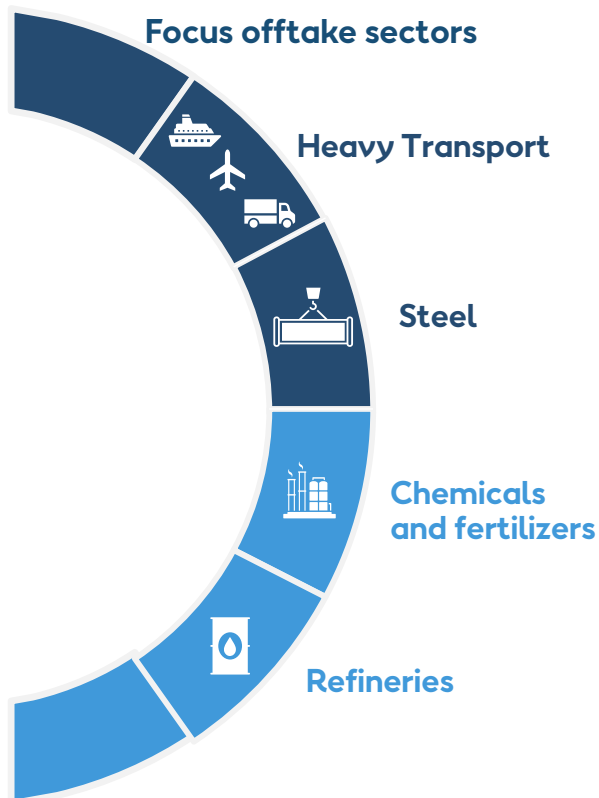 Focus offtake sectors
Heavy Transport
Steel
Chemicals
and fertilizers
Refineries